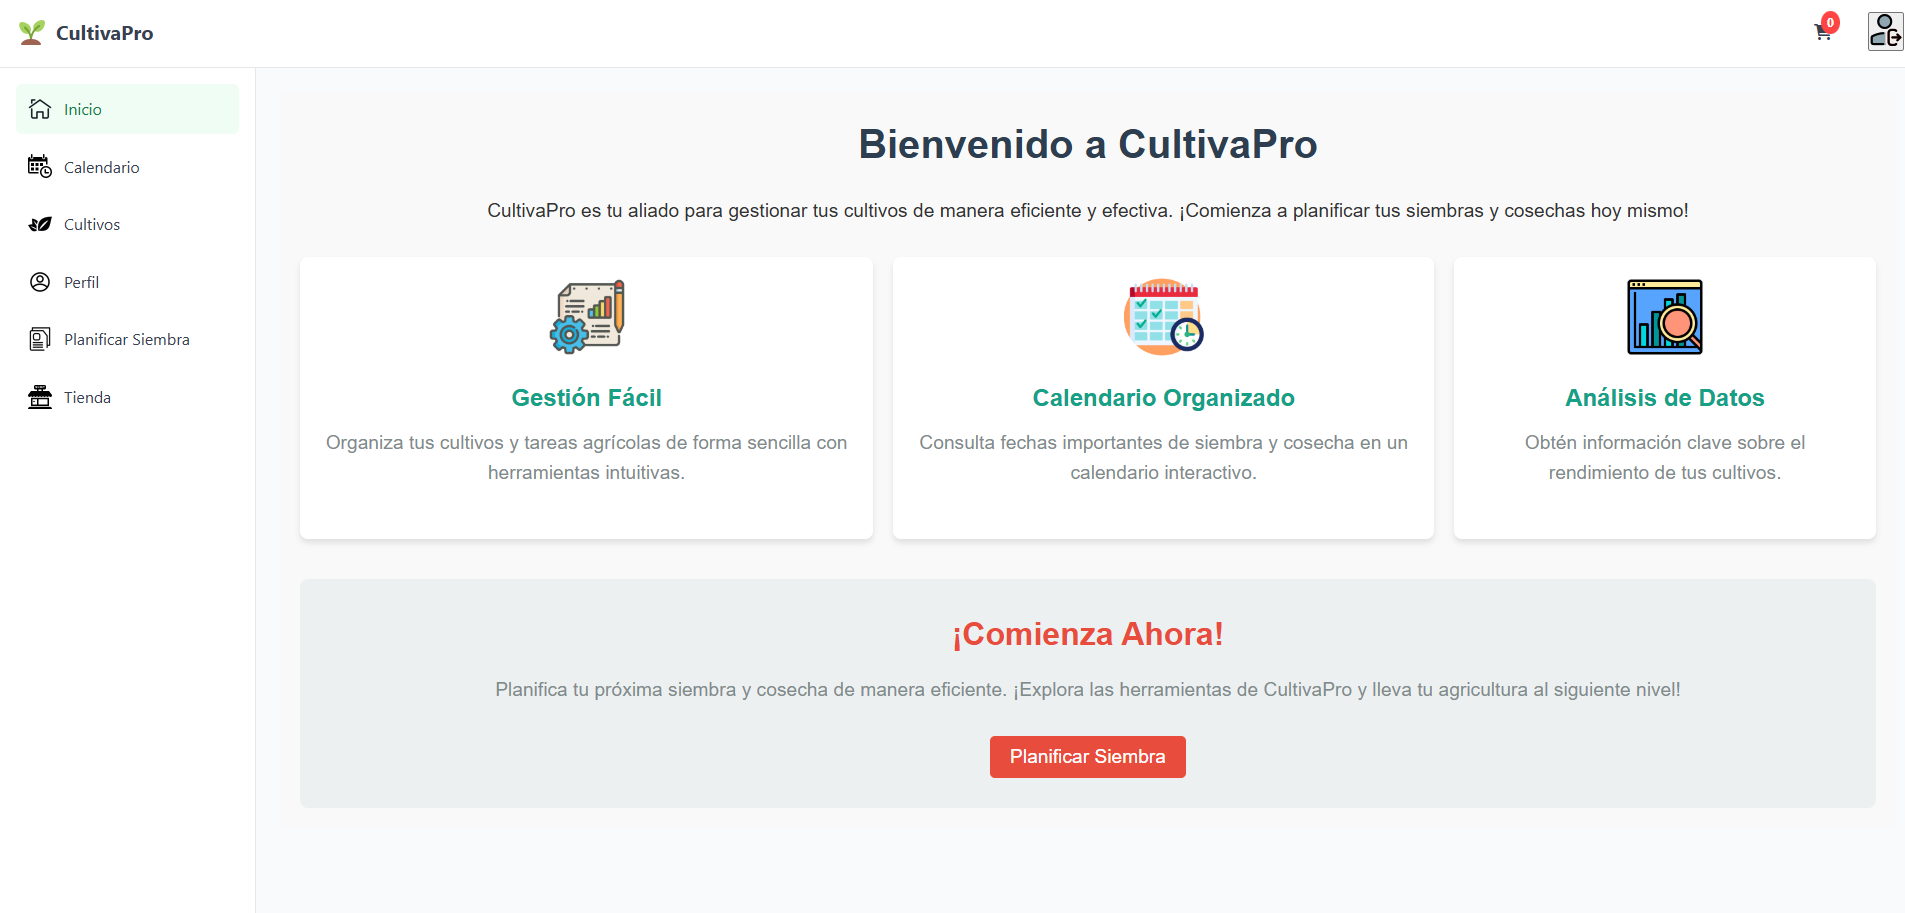 CultivaPro
0
Inicio
Calendario
Cultivos
Perfil
Planificar Siembra
Tienda
Bienvenido a CultivaPro
CultivaPro es tu aliado para gestionar tus cultivos de manera eficiente y efectiva. ¡Comienza a planificar tus siembras y cosechas hoy mismo!
Gestión Fácil
Organiza tus cultivos y tareas agrícolas de forma sencilla con
herramientas intuitivas.
Calendario Organizado
Consulta fechas importantes de siembra y cosecha en un
calendario interactivo.
Análisis de Datos
Obtén información clave sobre el
rendimiento de tus cultivos.
¡Comienza Ahora!
Planifica tu próxima siembra y cosecha de manera eficiente. ¡Explora las herramientas de CultivaPro y lleva tu agricultura al siguiente nivel!
Planificar Siembra